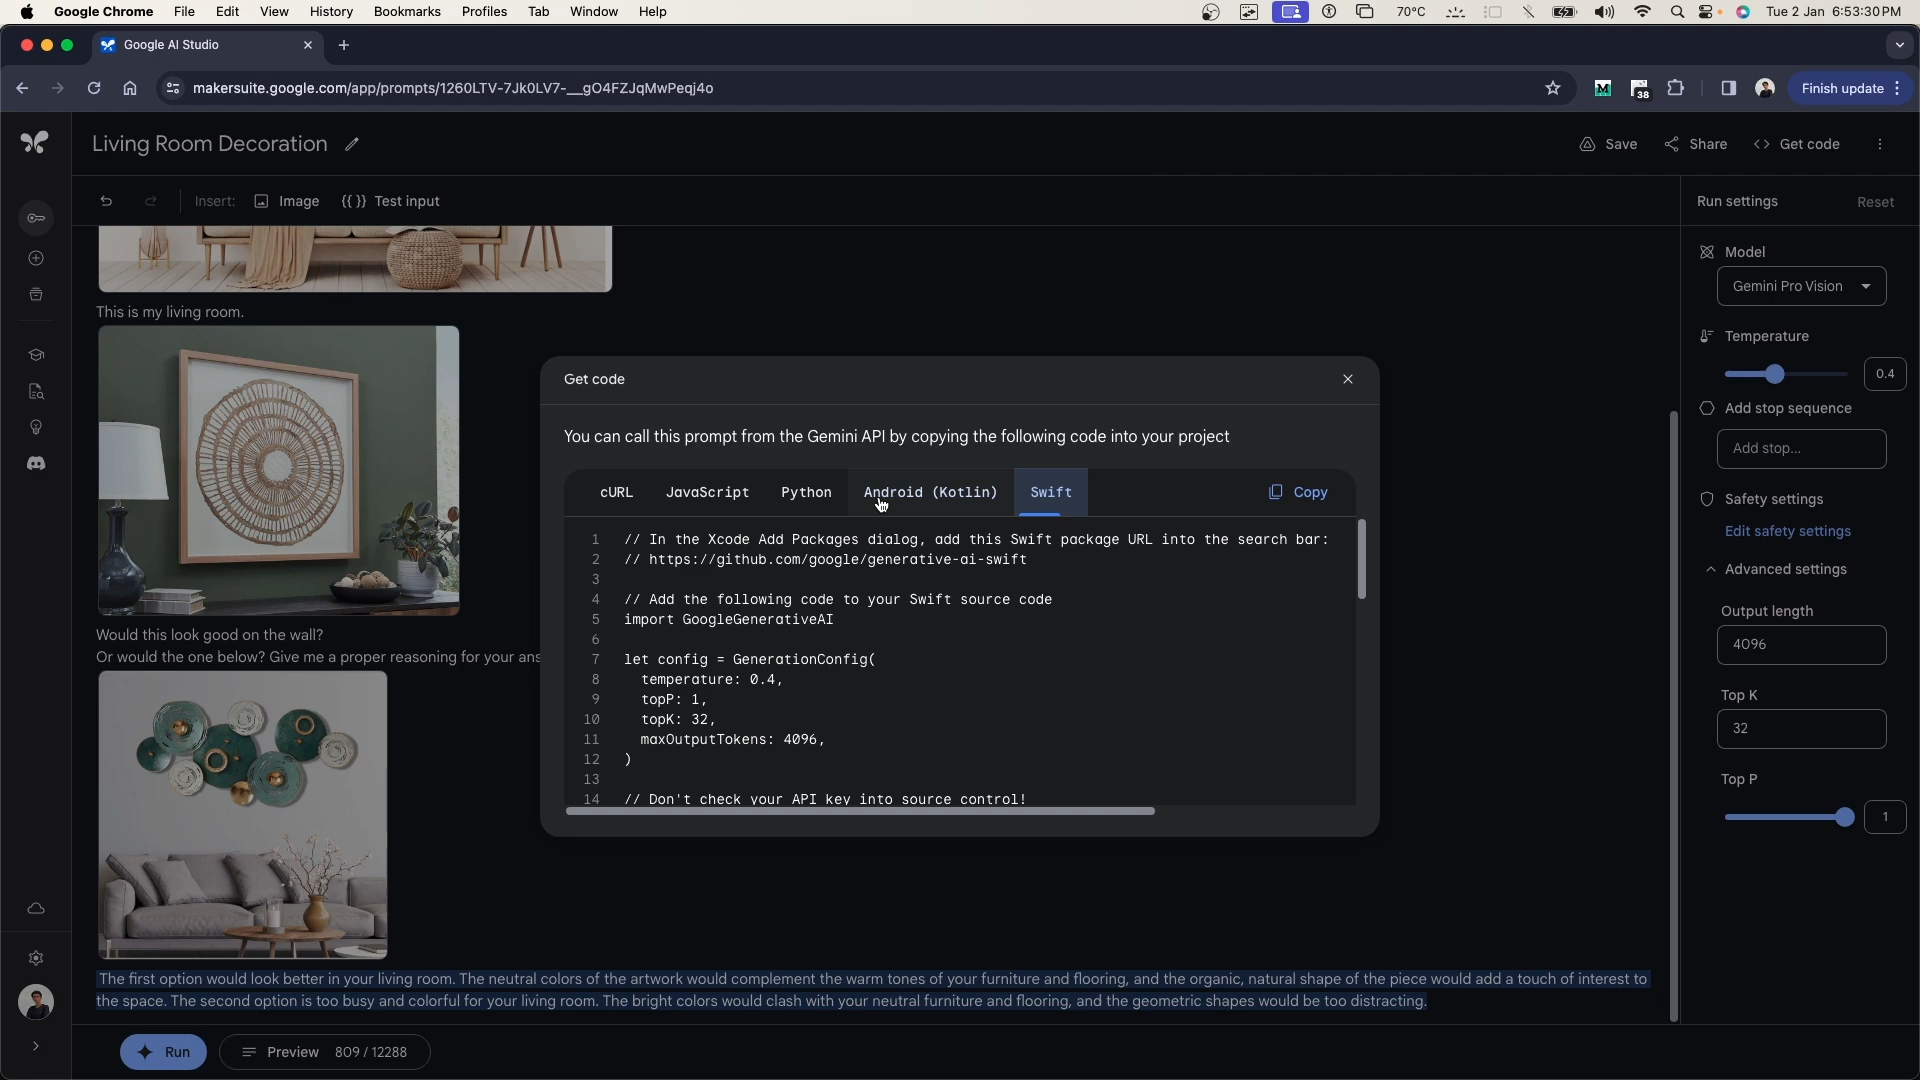 Google Chrome File Edit View History Bookmarks Profiles Tab Window Help 70°C Tue 2 Jan 6:53:30 PM
Google AI Studio
makersuite.google.com/app/prompts/1260LTV-7Jk0LV7-__gO4FZJqMwPeqj4o 38 Finish update
Living Room Decoration Save Share Get code
Insert: Image {{ }} Test input Run settings Reset
Model
Gemini Pro Vision
This is my living room.
Temperature
0.4
Get code
Add stop sequence
You can call this prompt from the Gemini API by copying the following code into your project
Add stop...
cURL JavaScript Python Android (Kotlin) Swift Copy
Safety settings
Edit safety settings
1 // In the Xcode Add Packages dialog, add this Swift package URL into the search bar:
2 // https://github.com/google/generative-ai-swift
Advanced settings
3
4 // Add the following code to your Swift source code
Output length
5 import GoogleGenerativeAI
6
Would this look good on the wall?
4096
Or would the one below? Give me a proper reasoning for your ans
7 let config = GenerationConfig(
8 temperature: 0.4,
9 topP: 1,
Top K
10 topK: 32,
32
11 maxOutputTokens: 4096,
12 )
13
Top P
14 // Don't check your API key into source control!
1
The first option would look better in your living room. The neutral colors of the artwork would complement the warm tones of your furniture and flooring, and the organic, natural shape of the piece would add a touch of interest to
the space. The second option is too busy and colorful for your living room. The bright colors would clash with your neutral furniture and flooring, and the geometric shapes would be too distracting.
Run Preview 809 / 12288